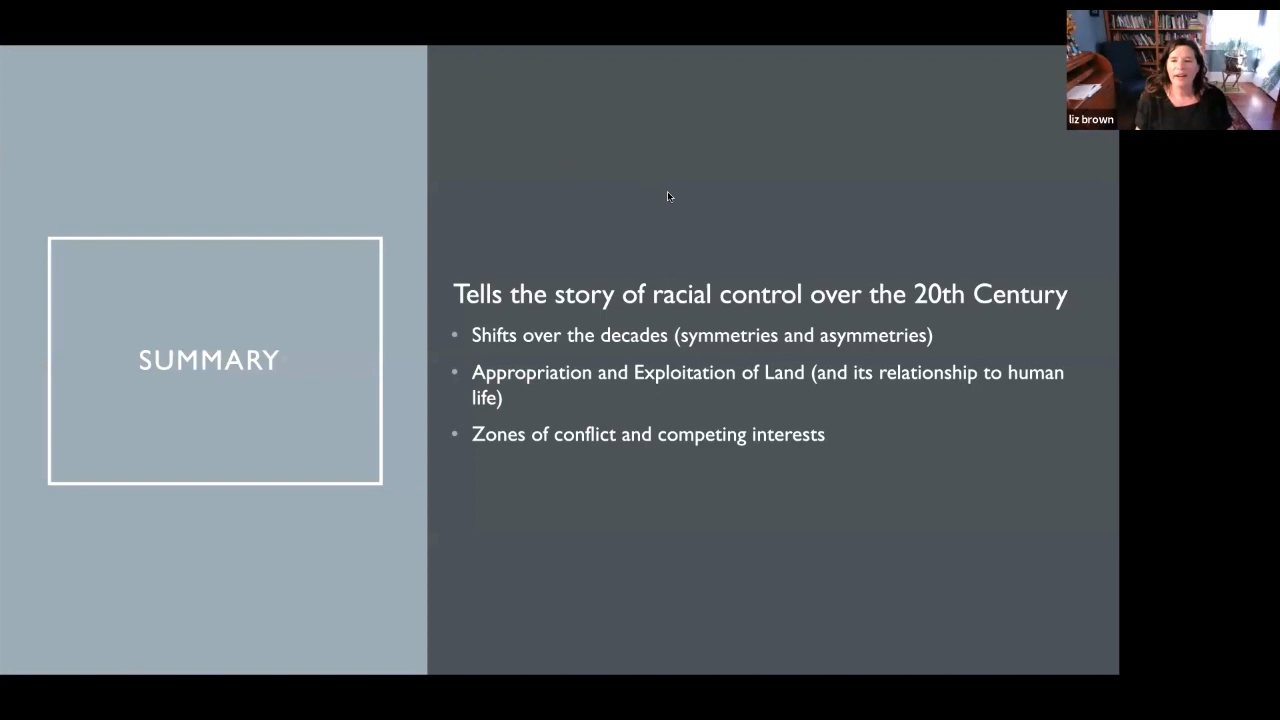 liz brown
SUMMARY
Tells the story of racial control over the 20th Century
• Shifts over the decades (symmetries and asymmetries)
• Appropriation and Exploitation of Land (and its relationship to human
life)
• Zones of conflict and competing interests